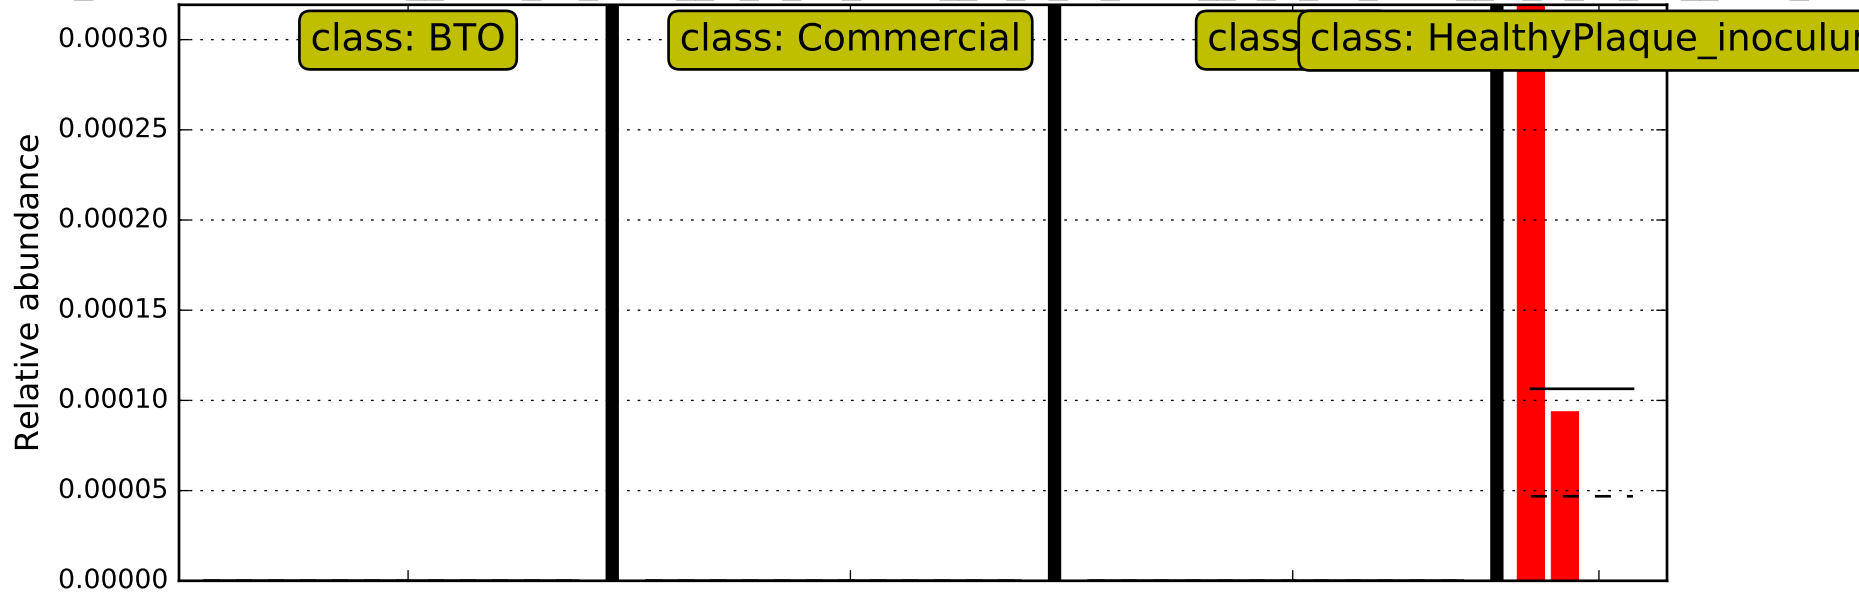 class: BTO
class: Commercial
class
class: HealthyPlaque_inoculu
0.00030
0.00025
0.00020
0.00015
0.00010
0.00005
0.00000
Relative abundance